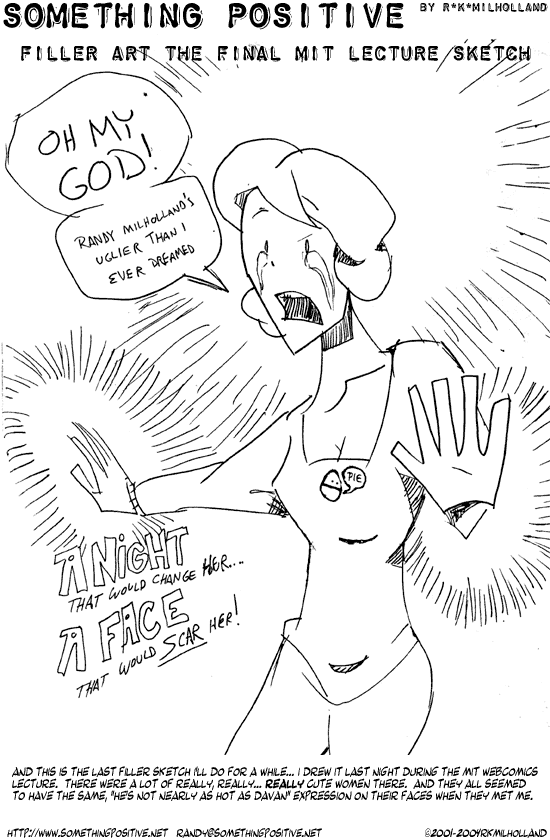 SOMETHING POSITIVE BY R*K*MILHOLLAND
FILLER ART THE FINAL MIT LECTURE SKETCH
OH MY
GOD!
RANDY MILHOLLAND'S
UGLIER THAN I
EVER DREAMED
PIE
A NIGHT
THAT WOULD CHANGE HER...
A FACE
THAT WOULD SCAR HER!
AND THIS IS THE LAST FILLER SKETCH I'LL DO FOR A WHILE... I DREW IT LAST NIGHT DURING THE MIT WEBCOMICS
LECTURE. THERE WERE A LOT OF REALLY, REALLY... REALLY CUTE WOMEN THERE. AND THEY ALL SEEMED
TO HAVE THE SAME, "HE'S NOT NEARLY AS HOT AS DAVAN" EXPRESSION ON THEIR FACES WHEN THEY MET ME.
HTTP://WWW.SOMETHINGPOSITIVE.NET RANDY@SOMETHINGPOSITIVE.NET ©2001-2004RKMILHOLLAND